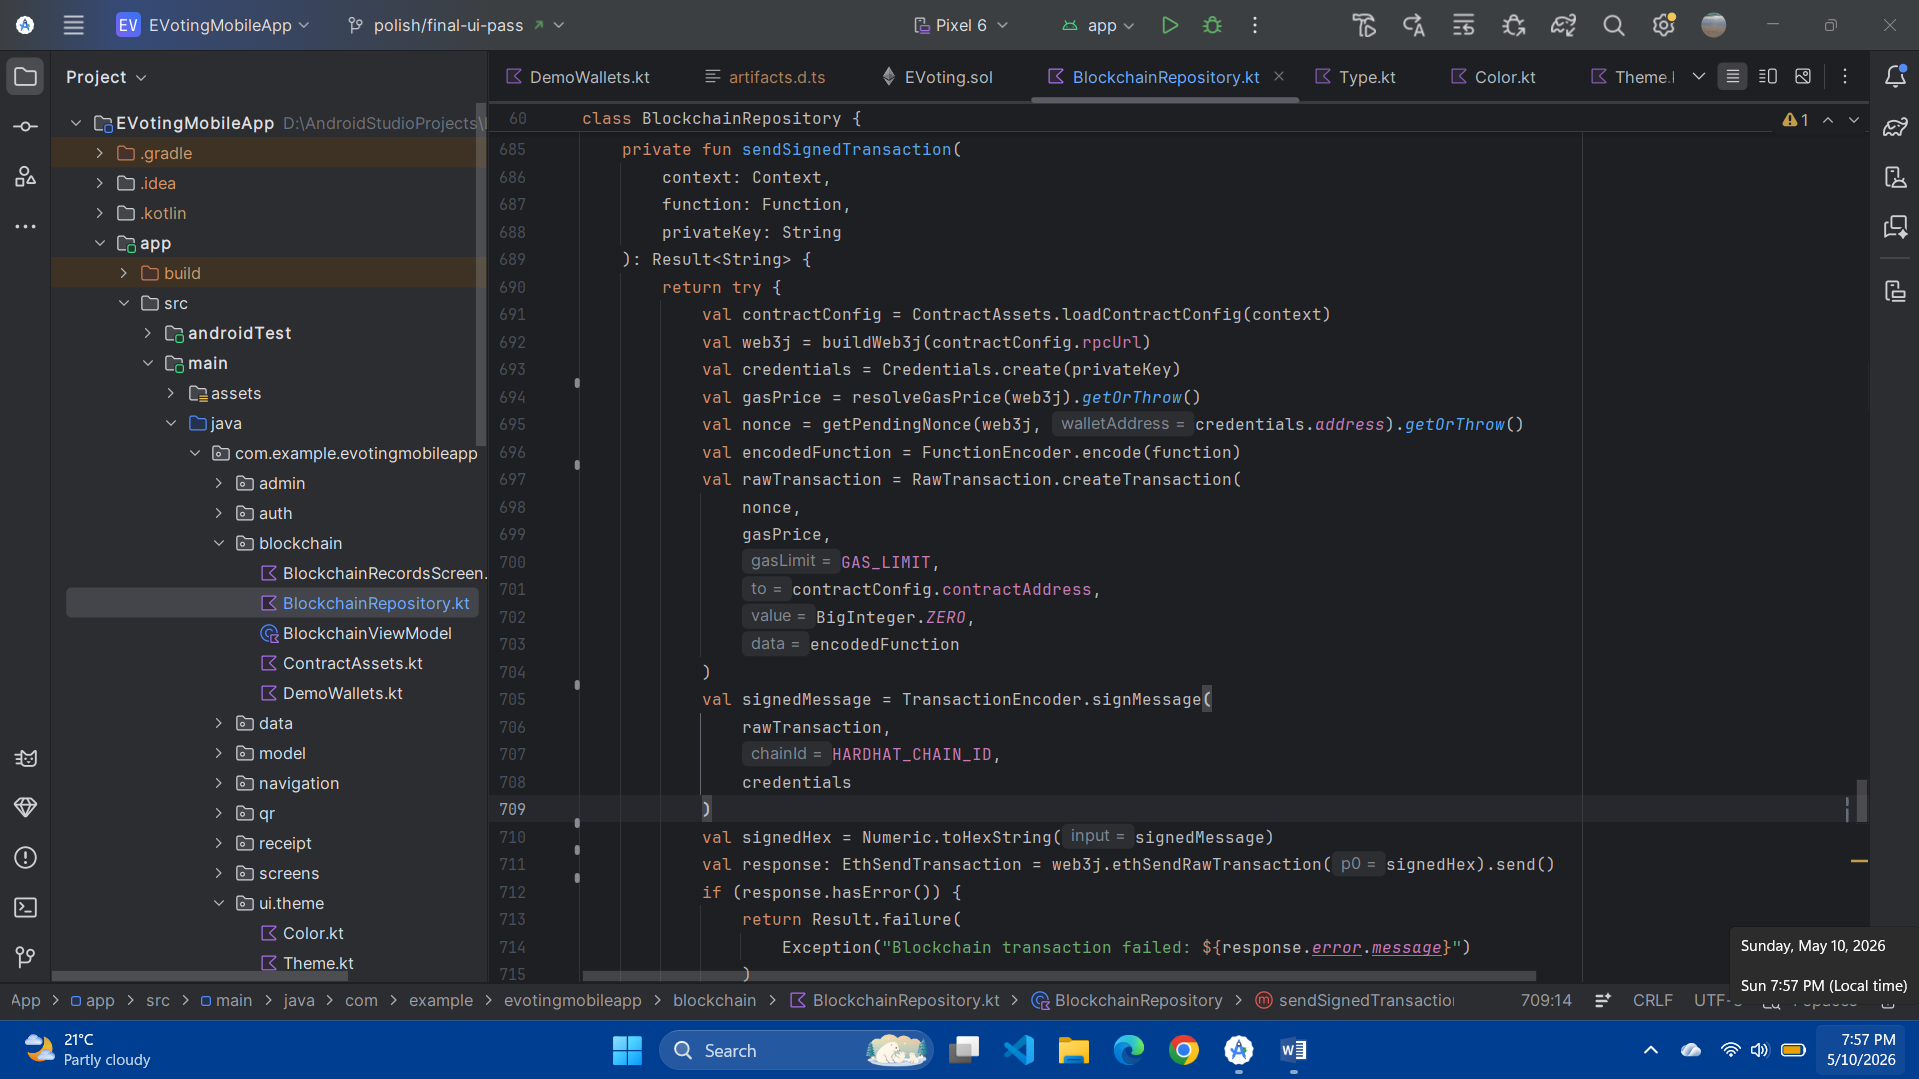 EV EVotingMobileApp polish/final-ui-pass Pixel 6 app
Project
DemoWallets.kt artifacts.d.ts EVoting.sol BlockchainRepository.kt Type.kt Color.kt Theme.
EVotingMobileApp D:\AndroidStudioProjects\
.gradle
.idea
.kotlin
app
build
src
androidTest
main
assets
java
com.example.evotingmobileapp
admin
auth
blockchain
BlockchainRecordsScreen.
BlockchainRepository.kt
BlockchainViewModel
ContractAssets.kt
DemoWallets.kt
data
model
navigation
qr
receipt
screens
ui.theme
Color.kt
Theme.kt
60 class BlockchainRepository {
1
685 private fun sendSignedTransaction(
686 context: Context,
687 function: Function,
688 privateKey: String
689 ): Result<String> {
690 return try {
691 val contractConfig = ContractAssets.loadContractConfig(context)
692 val web3j = buildWeb3j(contractConfig.rpcUrl)
693 val credentials = Credentials.create(privateKey)
694 val gasPrice = resolveGasPrice(web3j).getOrThrow()
695 val nonce = getPendingNonce(web3j, walletAddress = credentials.address).getOrThrow()
696 val encodedFunction = FunctionEncoder.encode(function)
697 val rawTransaction = RawTransaction.createTransaction(
698 nonce,
699 gasPrice,
700 gasLimit = GAS_LIMIT,
701 to = contractConfig.contractAddress,
702 value = BigInteger.ZERO,
703 data = encodedFunction
704 )
705 val signedMessage = TransactionEncoder.signMessage(
706 rawTransaction,
707 chainId = HARDHAT_CHAIN_ID,
708 credentials
709 )
710 val signedHex = Numeric.toHexString( input = signedMessage)
711 val response: EthSendTransaction = web3j.ethSendRawTransaction( p0 = signedHex).send()
712 if (response.hasError()) {
713 return Result.failure(
714 Exception("Blockchain transaction failed: ${response.error.message}")
715 )
Sunday, May 10, 2026
Sun 7:57 PM (Local time)
App > app > src > main > java > com > example > evotingmobileapp > blockchain > BlockchainRepository.kt > BlockchainRepository > sendSignedTransaction 709:14 CRLF UTF-
21°C
Partly cloudy
Search
7:57 PM
5/10/2026